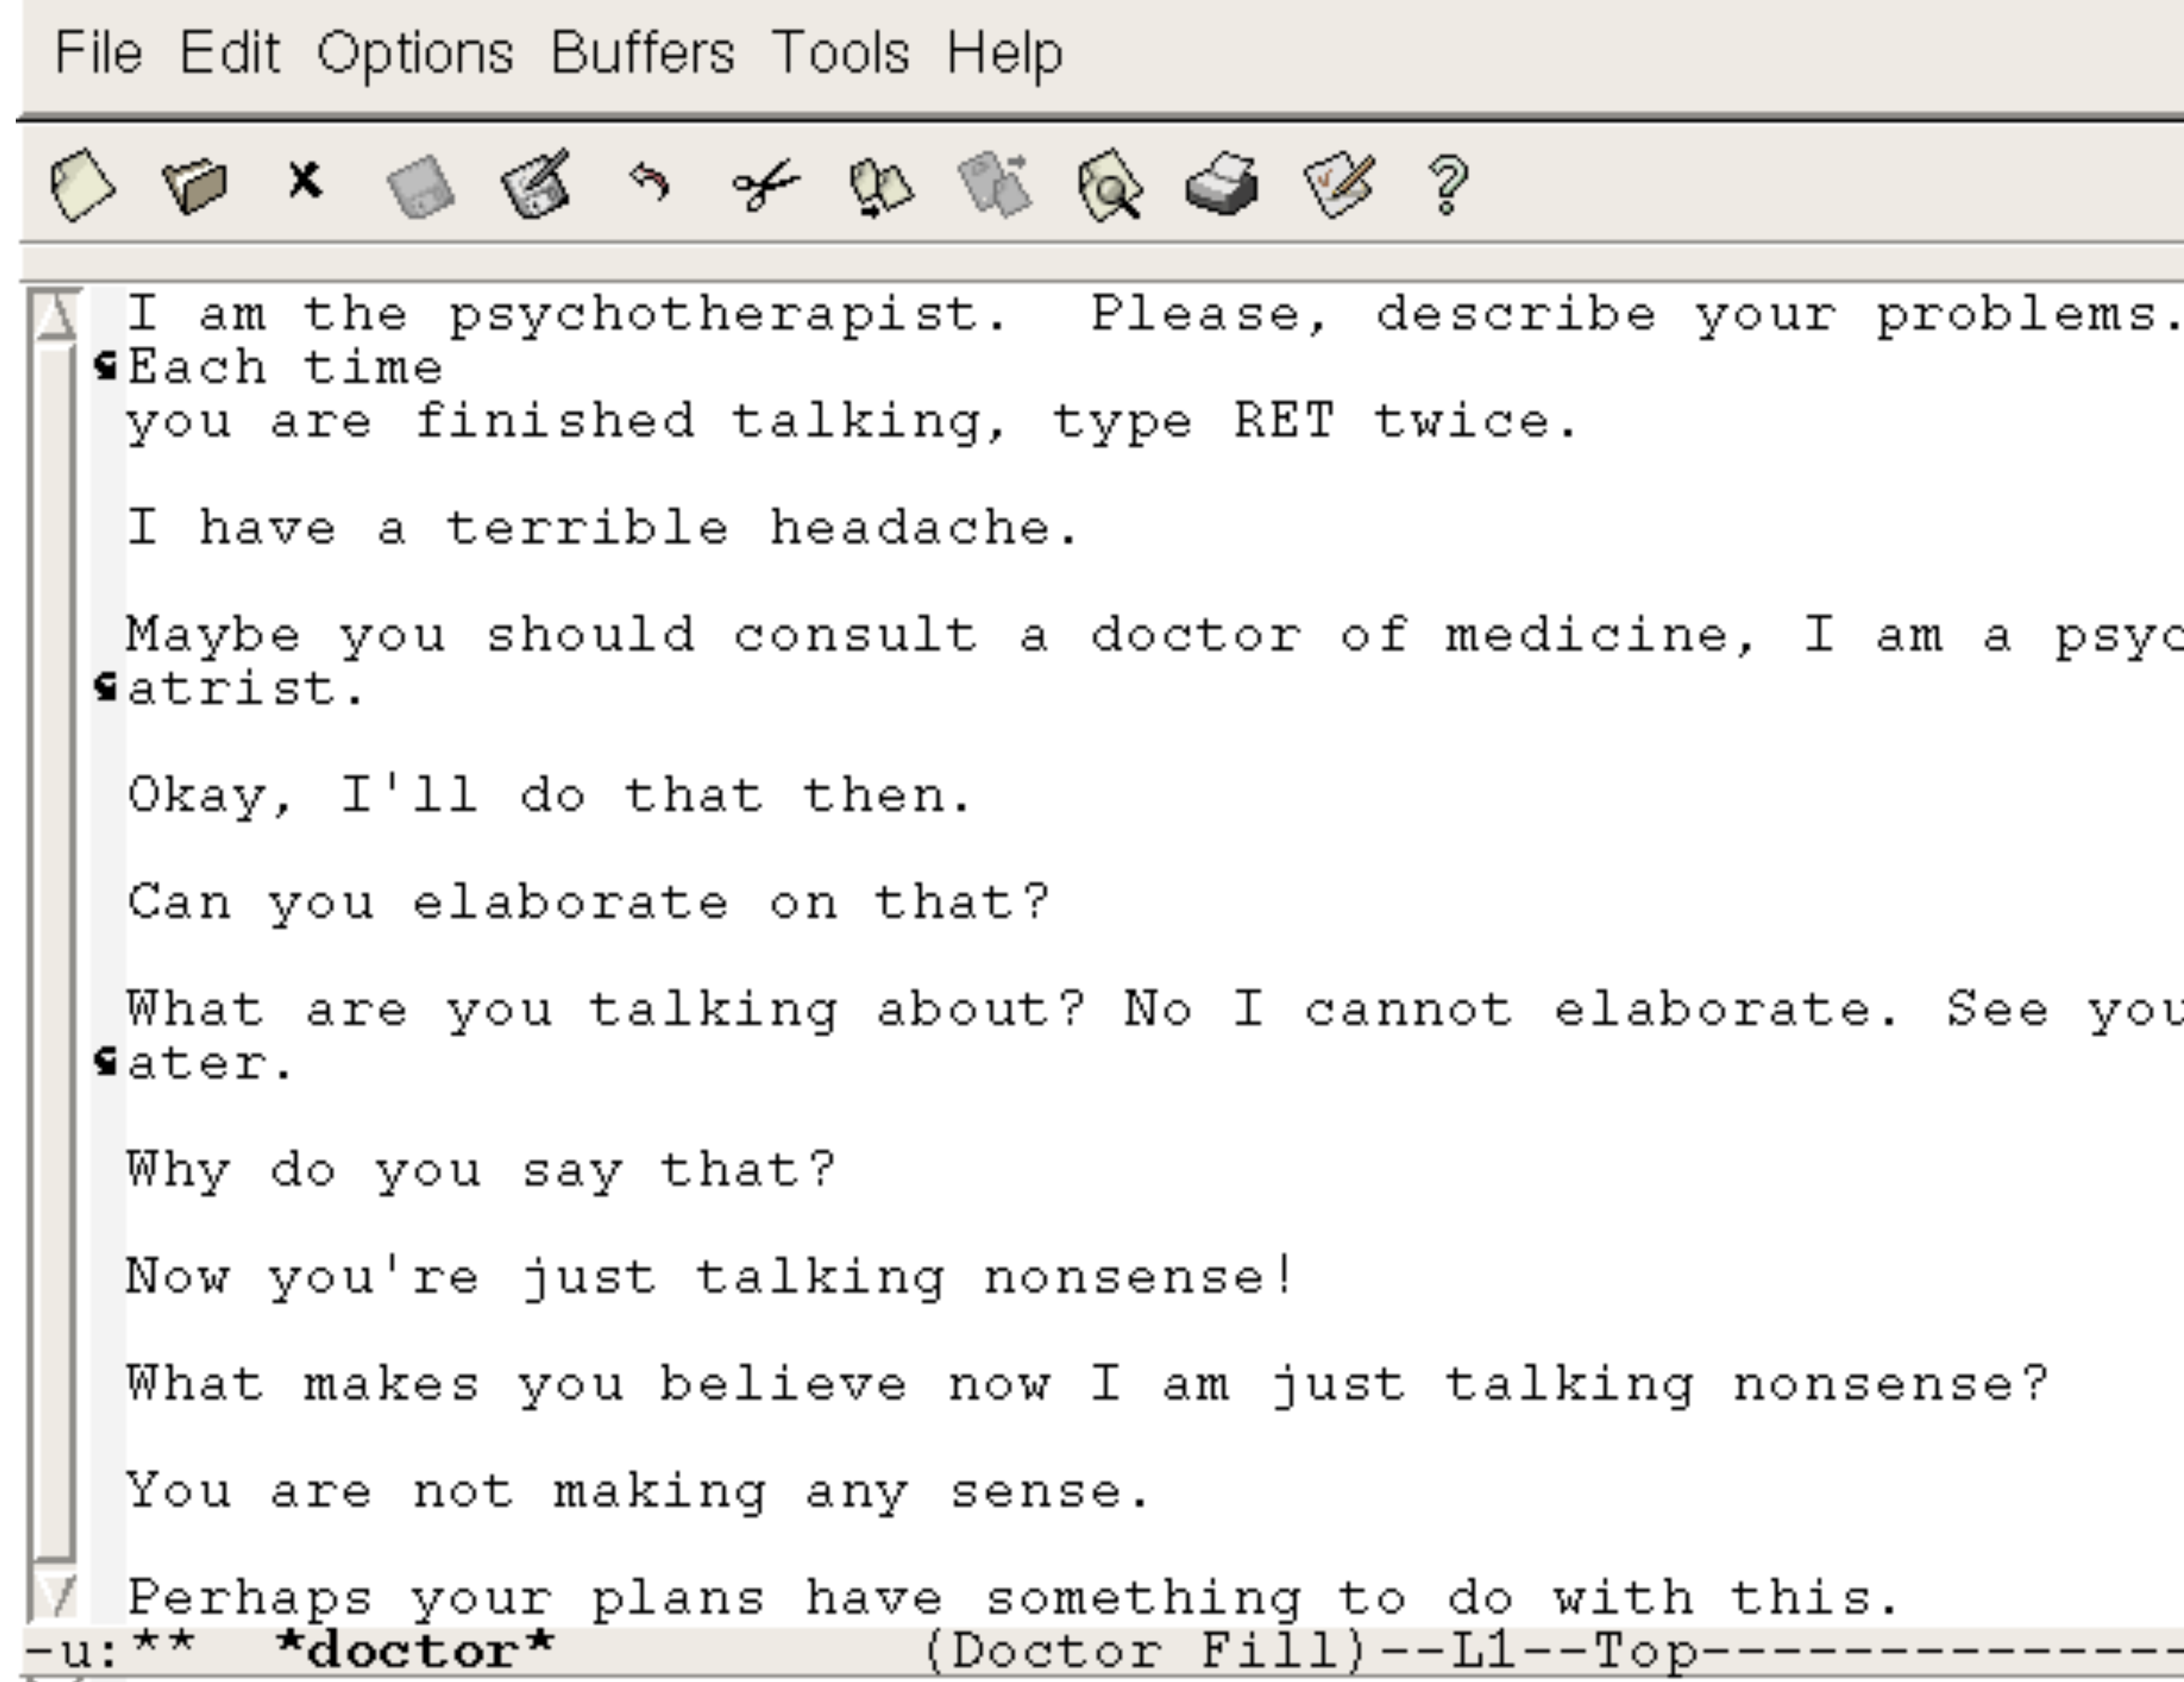 File Edit Options Buffers Tools Help
I am the psychotherapist.  Please, describe your problems.
Each time
you are finished talking, type RET twice.
I have a terrible headache.
Maybe you should consult a doctor of medicine, I am a psyc
atrist.
Okay, I'll do that then.
Can you elaborate on that?
What are you talking about? No I cannot elaborate. See you
ater.
Why do you say that?
Now you're just talking nonsense!
What makes you believe now I am just talking nonsense?
You are not making any sense.
Perhaps your plans have something to do with this.
-u:**  *doctor*  (Doctor Fill)--L1--Top--------------